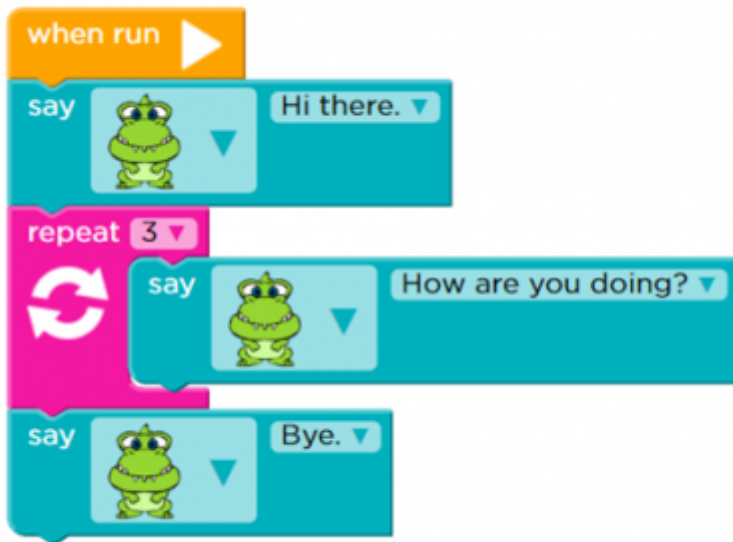 when run
say Hi there.
repeat 3
say How are you doing?
say Bye.